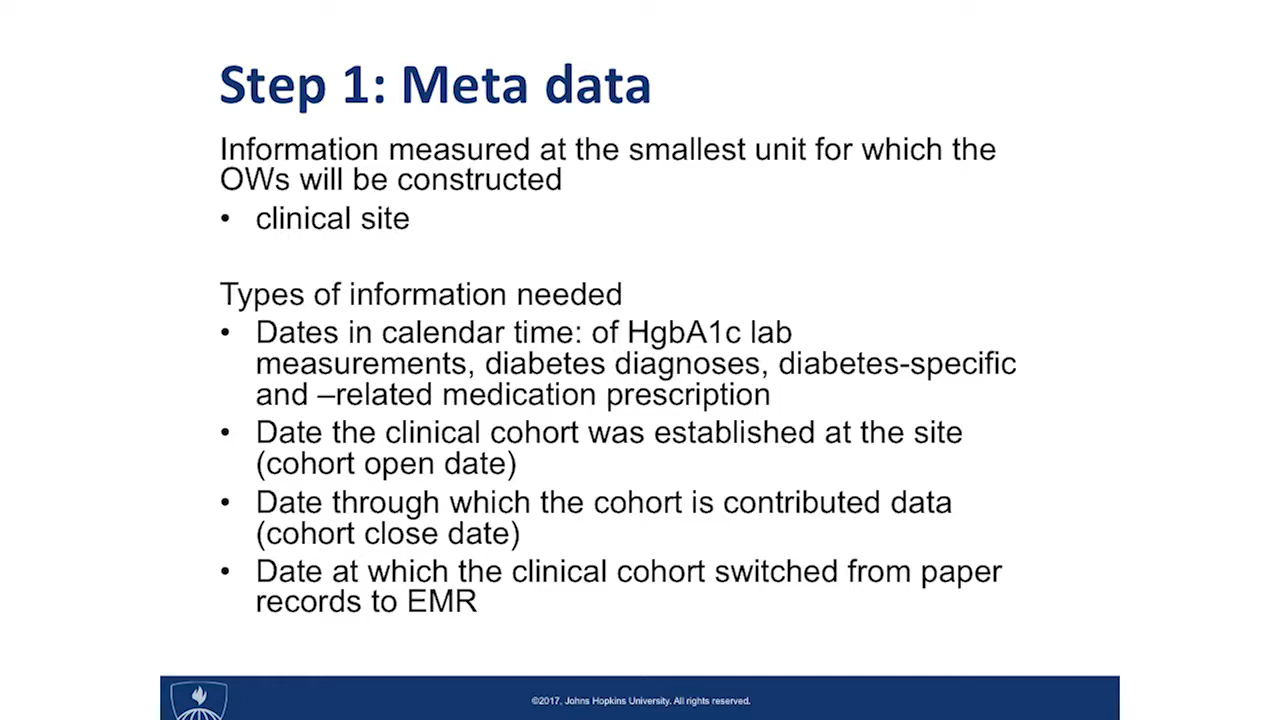 Step 1: Meta data
Information measured at the smallest unit for which the
OWs will be constructed
• clinical site
Types of information needed
• Dates in calendar time: of HgbA1c lab
measurements, diabetes diagnoses, diabetes-specific
and –related medication prescription
• Date the clinical cohort was established at the site
(cohort open date)
• Date through which the cohort is contributed data
(cohort close date)
• Date at which the clinical cohort switched from paper
records to EMR
©2017, Johns Hopkins University. All rights reserved.